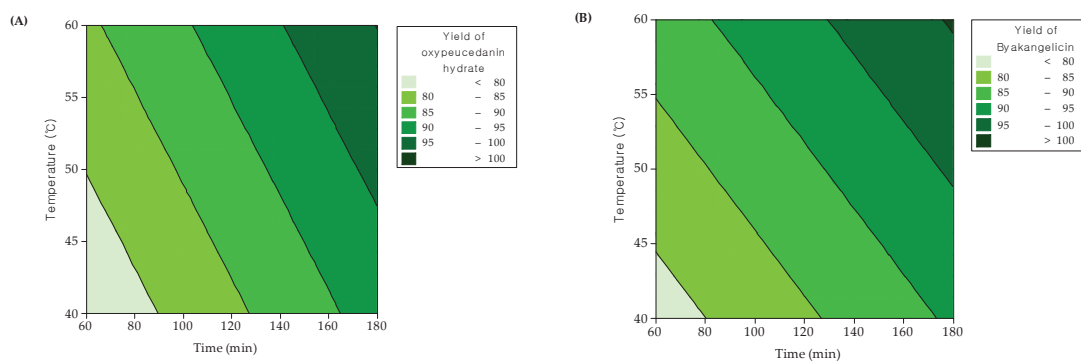 (A)
60
55
50
45
40
Temperature (℃)
60 80 100 120 140 160 180
Time (min)
Yield of
oxypeucedanin
hydrate
< 80
80 – 85
85 – 90
90 – 95
95 – 100
> 100
(B)
60
55
50
45
40
Temperature (℃)
60 80 100 120 140 160 180
Time (min)
Yield of
Byakangelicin
< 80
80 – 85
85 – 90
90 – 95
95 – 100
> 100